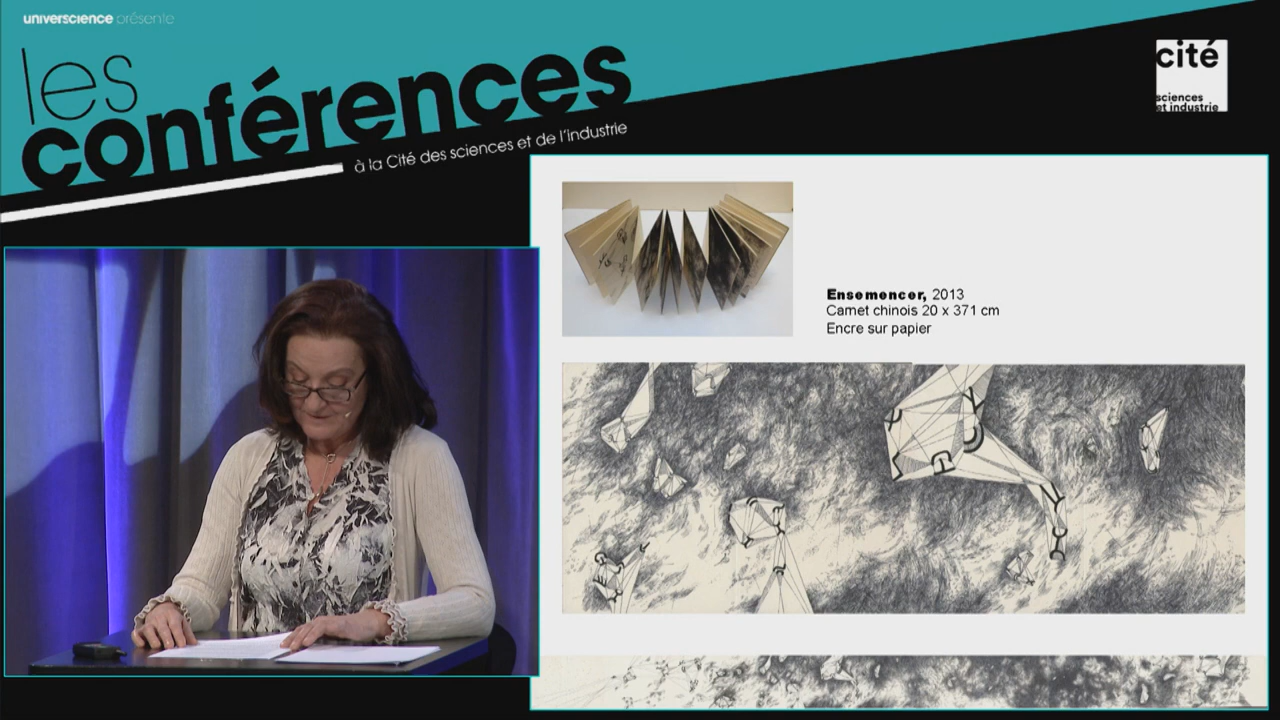 universcience présente
les
conférences
à la Cité des sciences et de l'industrie
cité
sciences
et industrie
Ensemencer, 2013
Carnet chinois 20 x 371 cm
Encre sur papier